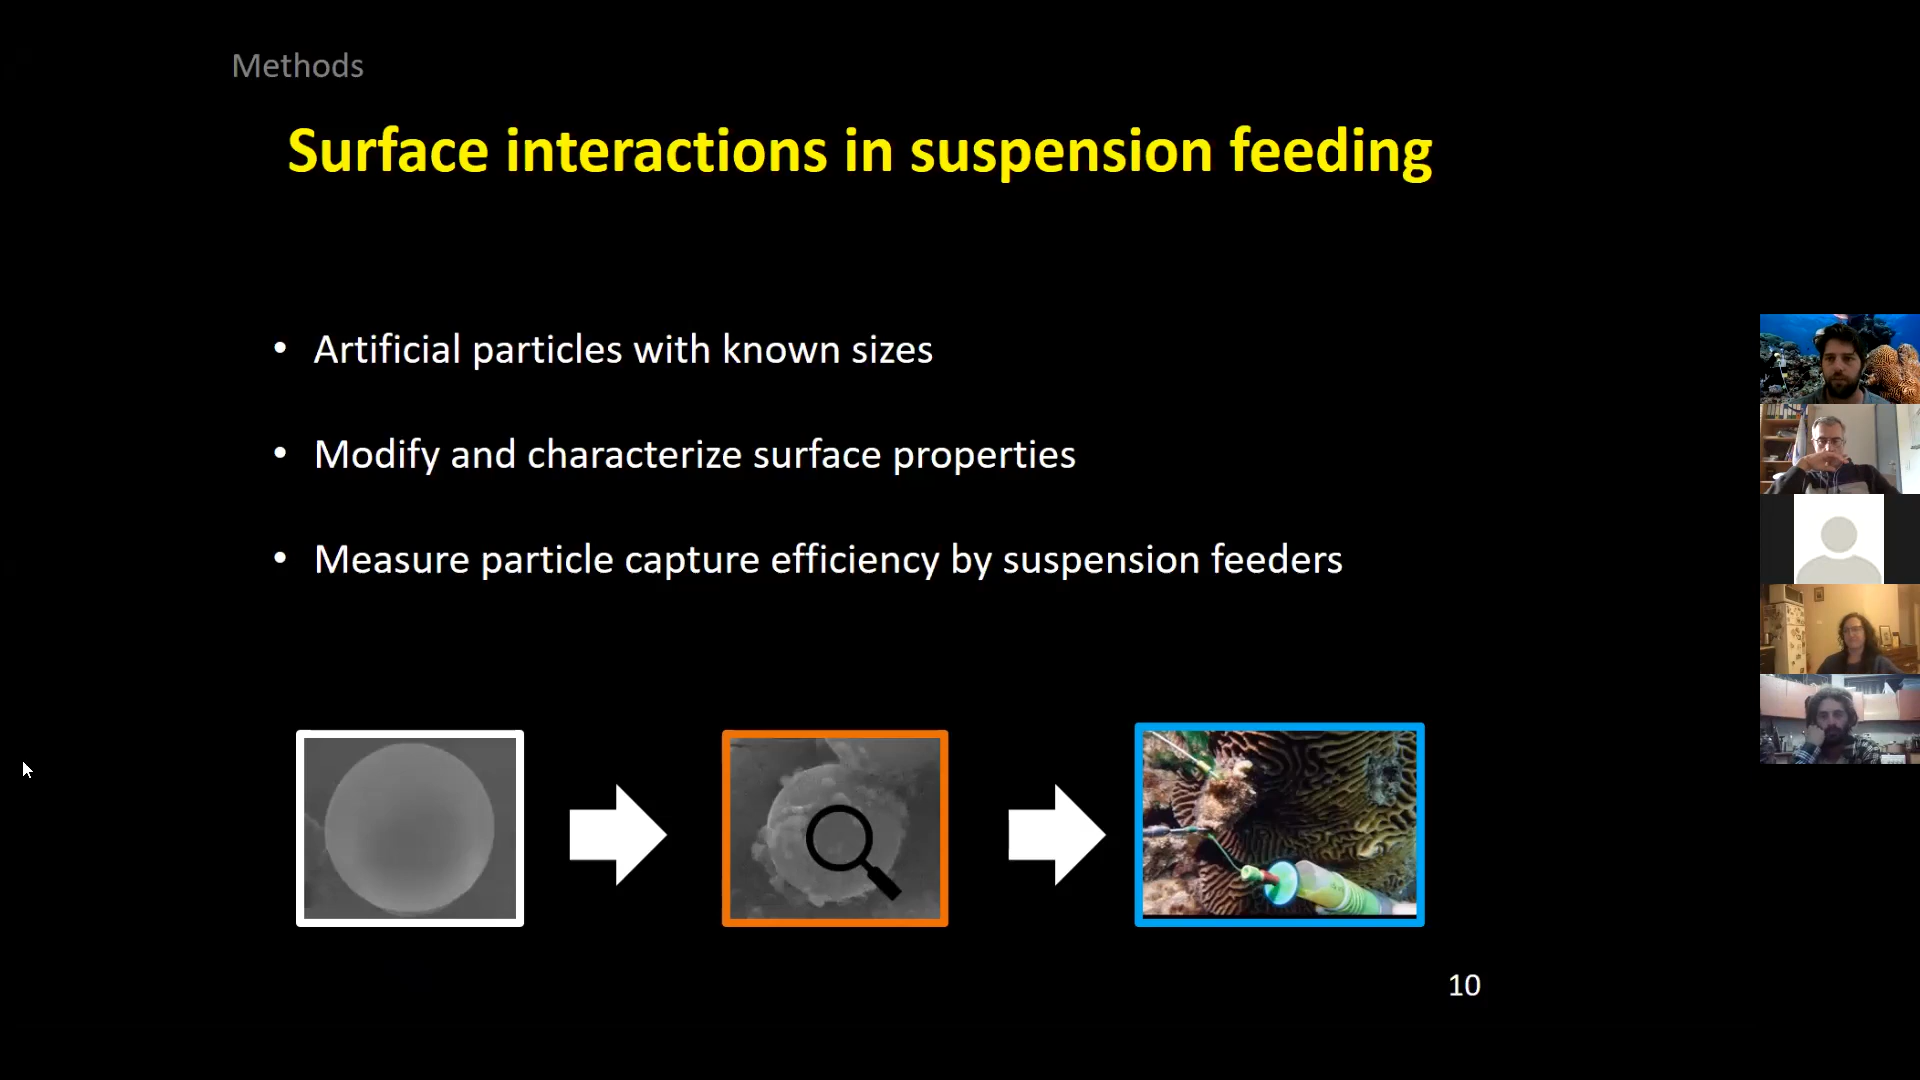 Methods
Surface interactions in suspension feeding
• Artificial particles with known sizes
• Modify and characterize surface properties
• Measure particle capture efficiency by suspension feeders
10